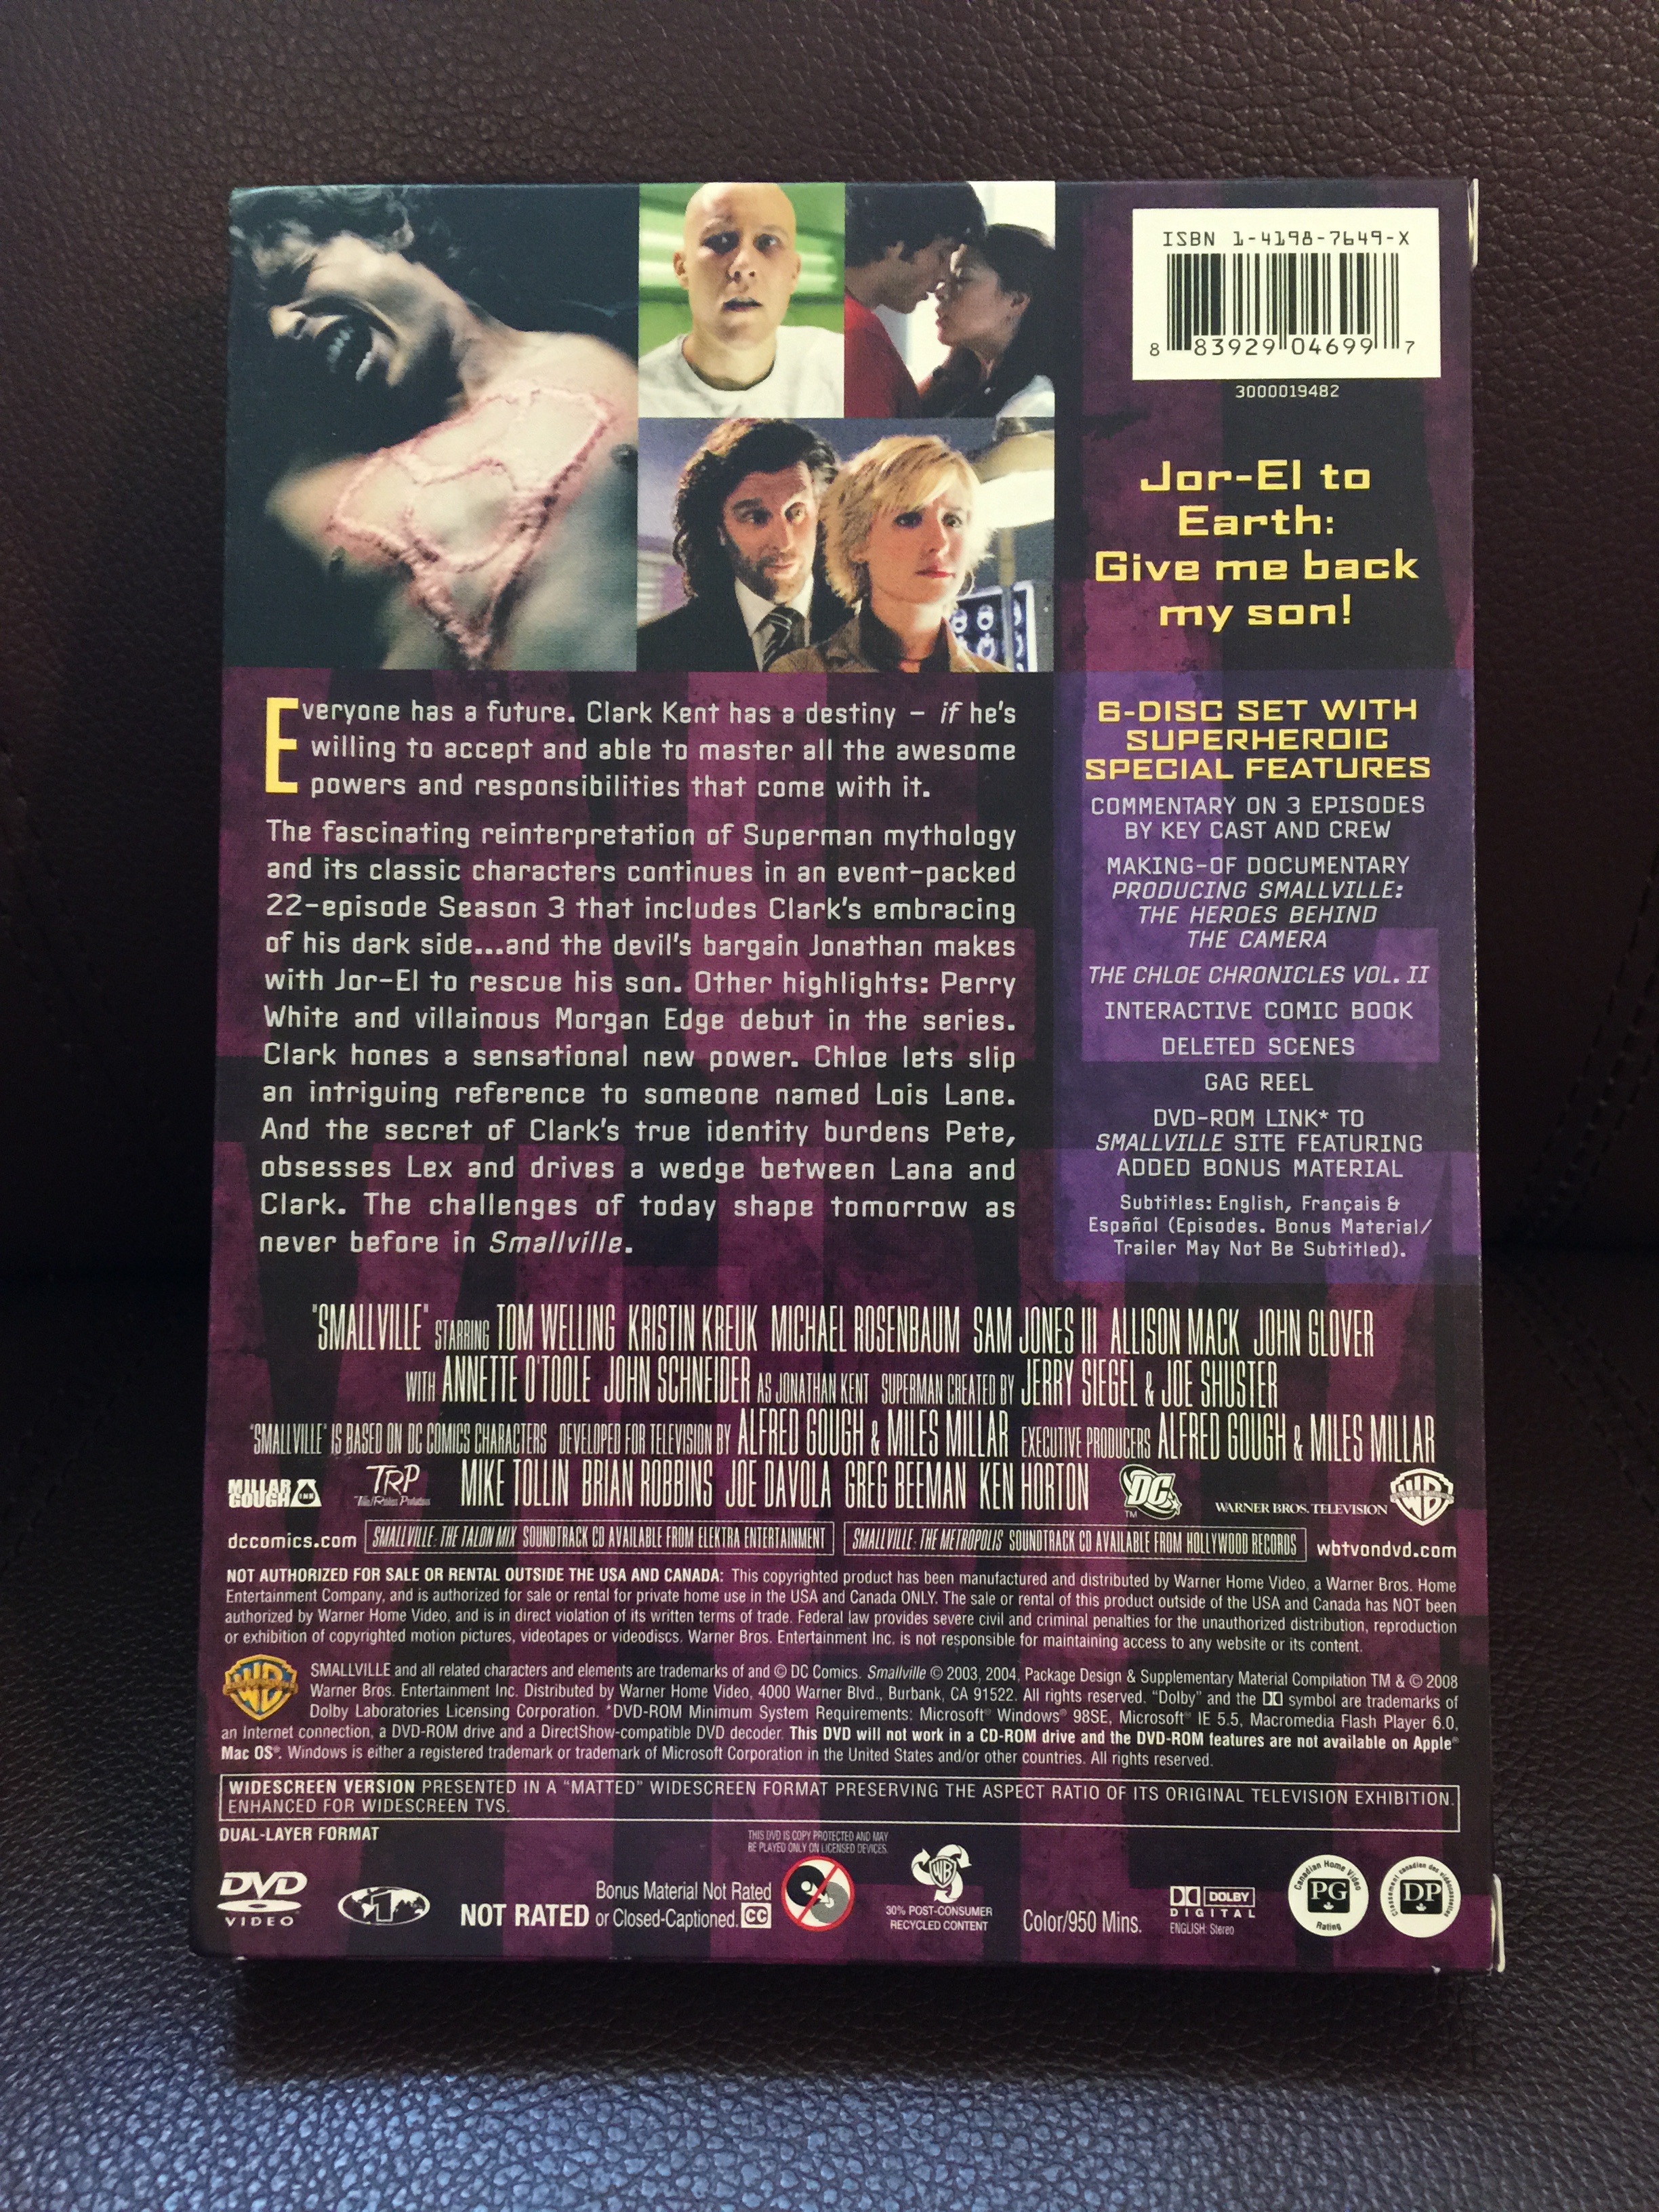 ISBN 1-4198-7649-X
8 83929 04699 7
3000019482
Jor-El to
Earth:
Give me back
my son!
Everyone has a future. Clark Kent has a destiny – if he's
willing to accept and able to master all the awesome
powers and responsibilities that come with it.
The fascinating reinterpretation of Superman mythology
and its classic characters continues in an event-packed
22-episode Season 3 that includes Clark's embracing
of his dark side...and the devil's bargain Jonathan makes
with Jor-El to rescue his son. Other highlights: Perry
White and villainous Morgan Edge debut in the series.
Clark hones a sensational new power. Chloe lets slip
an intriguing reference to someone named Lois Lane.
And the secret of Clark's true identity burdens Pete,
obsesses Lex and drives a wedge between Lana and
Clark. The challenges of today shape tomorrow as
never before in Smallville.
6-DISC SET WITH
SUPERHEROIC
SPECIAL FEATURES
COMMENTARY ON 3 EPISODES
BY KEY CAST AND CREW
MAKING-OF DOCUMENTARY
PRODUCING SMALLVILLE:
THE HEROES BEHIND
THE CAMERA
THE CHLOE CHRONICLES VOL. II
INTERACTIVE COMIC BOOK
DELETED SCENES
GAG REEL
DVD-ROM LINK* TO
SMALLVILLE SITE FEATURING
ADDED BONUS MATERIAL
Subtitles: English, Français &
Español (Episodes. Bonus Material/
Trailer May Not Be Subtitled).
"SMALLVILLE" STARRING TOM WELLING KRISTIN KREUK MICHAEL ROSENBAUM SAM JONES III ALLISON MACK JOHN GLOVER
WITH ANNETTE O'TOOLE JOHN SCHNEIDER AS JONATHAN KENT SUPERMAN CREATED BY JERRY SIEGEL & JOE SHUSTER
"SMALLVILLE" IS BASED ON DC COMICS CHARACTERS DEVELOPED FOR TELEVISION BY ALFRED GOUGH & MILES MILLAR EXECUTIVE PRODUCERS ALFRED GOUGH & MILES MILLAR
MILLAR GOUGH INK TRP Tollin/Robbins Productions MIKE TOLLIN BRIAN ROBBINS JOE DAVOLA GREG BEEMAN KEN HORTON DC TM WARNER BROS. TELEVISION WB
dccomics.com SMALLVILLE: THE TALON MIX SOUNDTRACK CD AVAILABLE FROM ELEKTRA ENTERTAINMENT SMALLVILLE: THE METROPOLIS SOUNDTRACK CD AVAILABLE FROM HOLLYWOOD RECORDS wbtvondvd.com
NOT AUTHORIZED FOR SALE OR RENTAL OUTSIDE THE USA AND CANADA: This copyrighted product has been manufactured and distributed by Warner Home Video, a Warner Bros. Home
Entertainment Company, and is authorized for sale or rental for private home use in the USA and Canada ONLY. The sale or rental of this product outside of the USA and Canada has NOT been
authorized by Warner Home Video, and is in direct violation of its written terms of trade. Federal law provides severe civil and criminal penalties for the unauthorized distribution, reproduction
or exhibition of copyrighted motion pictures, videotapes or videodiscs. Warner Bros. Entertainment Inc. is not responsible for maintaining access to any website or its content.
WB SMALLVILLE and all related characters and elements are trademarks of and © DC Comics. Smallville © 2003, 2004, Package Design & Supplementary Material Compilation TM & © 2008
Warner Bros. Entertainment Inc. Distributed by Warner Home Video, 4000 Warner Blvd., Burbank, CA 91522. All rights reserved. "Dolby" and the symbol are trademarks of
Dolby Laboratories Licensing Corporation. *DVD-ROM Minimum System Requirements: Microsoft® Windows® 98SE, Microsoft® IE 5.5, Macromedia Flash Player 6.0,
an Internet connection, a DVD-ROM drive and a DirectShow-compatible DVD decoder. This DVD will not work in a CD-ROM drive and the DVD-ROM features are not available on Apple®
Mac OS®. Windows is either a registered trademark or trademark of Microsoft Corporation in the United States and/or other countries. All rights reserved.
WIDESCREEN VERSION PRESENTED IN A "MATTED" WIDESCREEN FORMAT PRESERVING THE ASPECT RATIO OF ITS ORIGINAL TELEVISION EXHIBITION.
ENHANCED FOR WIDESCREEN TVS.
DUAL-LAYER FORMAT
DVD
VIDEO
1
NOT RATED
Bonus Material Not Rated
or Closed-Captioned. CC
THIS DVD IS COPY PROTECTED AND MAY
BE PLAYED ONLY ON LICENSED DEVICES.
WB
30% POST-CONSUMER
RECYCLED CONTENT
Color/950 Mins.
DOLBY
DIGITAL
ENGLISH: Stereo
Canadian Home Video
PG
Rating
Classement canadien des vidéocassettes
DP